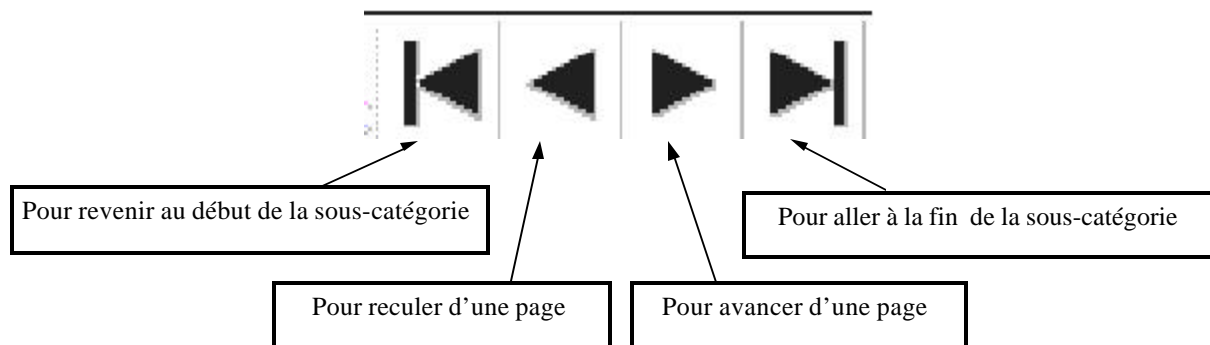 Pour revenir au début de la sous-catégorie
Pour aller à la fin de la sous-catégorie
Pour reculer d’une page
Pour avancer d’une page